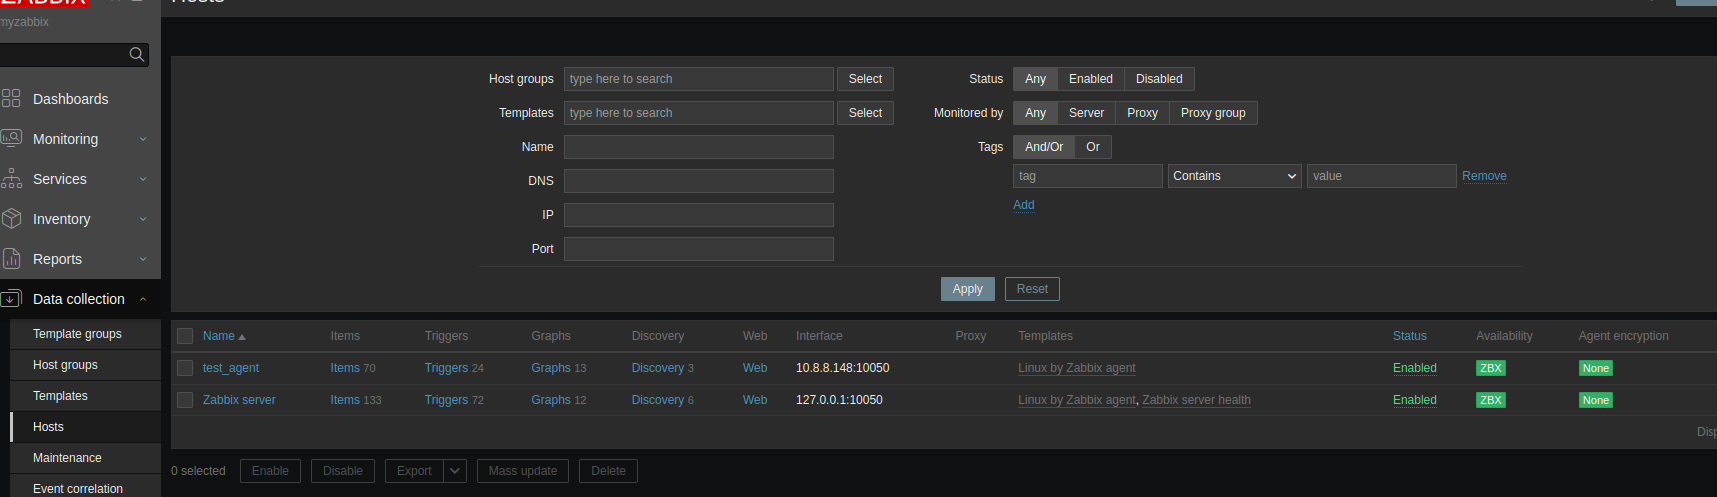 myzabbix
Dashboards
Monitoring
Services
Inventory
Reports
Data collection
Template groups
Host groups
Templates
Hosts
Maintenance
Event correlation
Hosts
Host groups type here to search Select Status Any Enabled Disabled
Templates type here to search Select Monitored by Any Server Proxy Proxy group
Name Tags And/Or Or
DNS tag Contains value Remove
IP Add
Port
Apply Reset
Name Items Triggers Graphs Discovery Web Interface Proxy Templates Status Availability Agent encryption
test_agent Items 70 Triggers 24 Graphs 13 Discovery 3 Web 10.8.8.148:10050 Linux by Zabbix agent Enabled ZBX None
Zabbix server Items 133 Triggers 72 Graphs 12 Discovery 6 Web 127.0.0.1:10050 Linux by Zabbix agent, Zabbix server health Enabled ZBX None
0 selected Enable Disable Export Mass update Delete